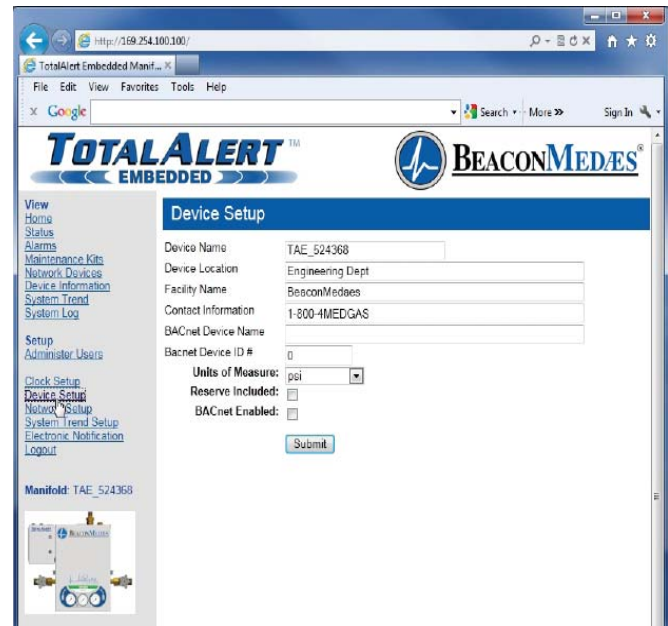 http://169.254.100.100/
TotalAlert Embedded Manif...
File Edit View Favorites Tools Help
x Google Search More » Sign In
TOTALALERT™
EMBEDDED
BEACONMEDÆS®
View
Home
Status
Alarms
Maintenance Kits
Network Devices
Device Information
System Trend
System Log
Setup
Administer Users
Clock Setup
Device Setup
Network Setup
System Trend Setup
Electronic Notification
Logout
Manifold: TAE_524368
BEACONMEDÆS
Device Setup
Device Name TAE_524368
Device Location Engineering Dept
Facility Name BeaconMedaes
Contact Information 1-800-4MEDGAS
BACnet Device Name
Bacnet Device ID # 0
Units of Measure: psi
Reserve Included:
BACnet Enabled:
Submit